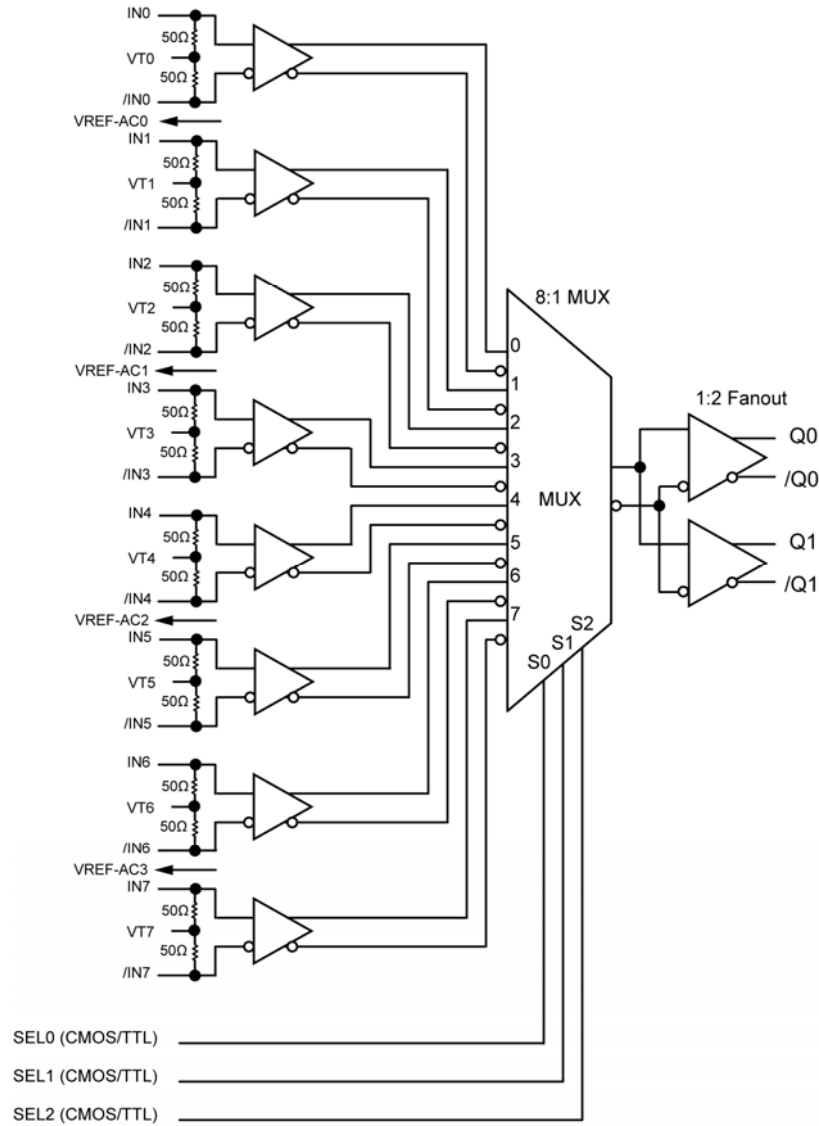 IN0
50Ω
VT0
50Ω
/IN0
VREF-AC0
IN1
50Ω
VT1
50Ω
/IN1
IN2
50Ω
VT2
50Ω
/IN2
VREF-AC1
IN3
50Ω
VT3
50Ω
/IN3
IN4
50Ω
VT4
50Ω
/IN4
VREF-AC2
IN5
50Ω
VT5
50Ω
/IN5
IN6
50Ω
VT6
50Ω
/IN6
VREF-AC3
IN7
50Ω
VT7
50Ω
/IN7
8:1 MUX
0
1
2
3
4
5
6
7
MUX
S0
S1
S2
1:2 Fanout
Q0
/Q0
Q1
/Q1
SEL0 (CMOS/TTL)
SEL1 (CMOS/TTL)
SEL2 (CMOS/TTL)